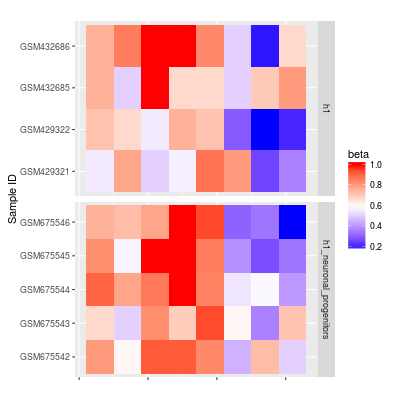 GSM432686
GSM432685
GSM429322
GSM429321
h1
GSM675546
GSM675545
GSM675544
GSM675543
GSM675542
h1_neuronal_progenitors
Sample ID
beta
1.0
0.8
0.6
0.4
0.2